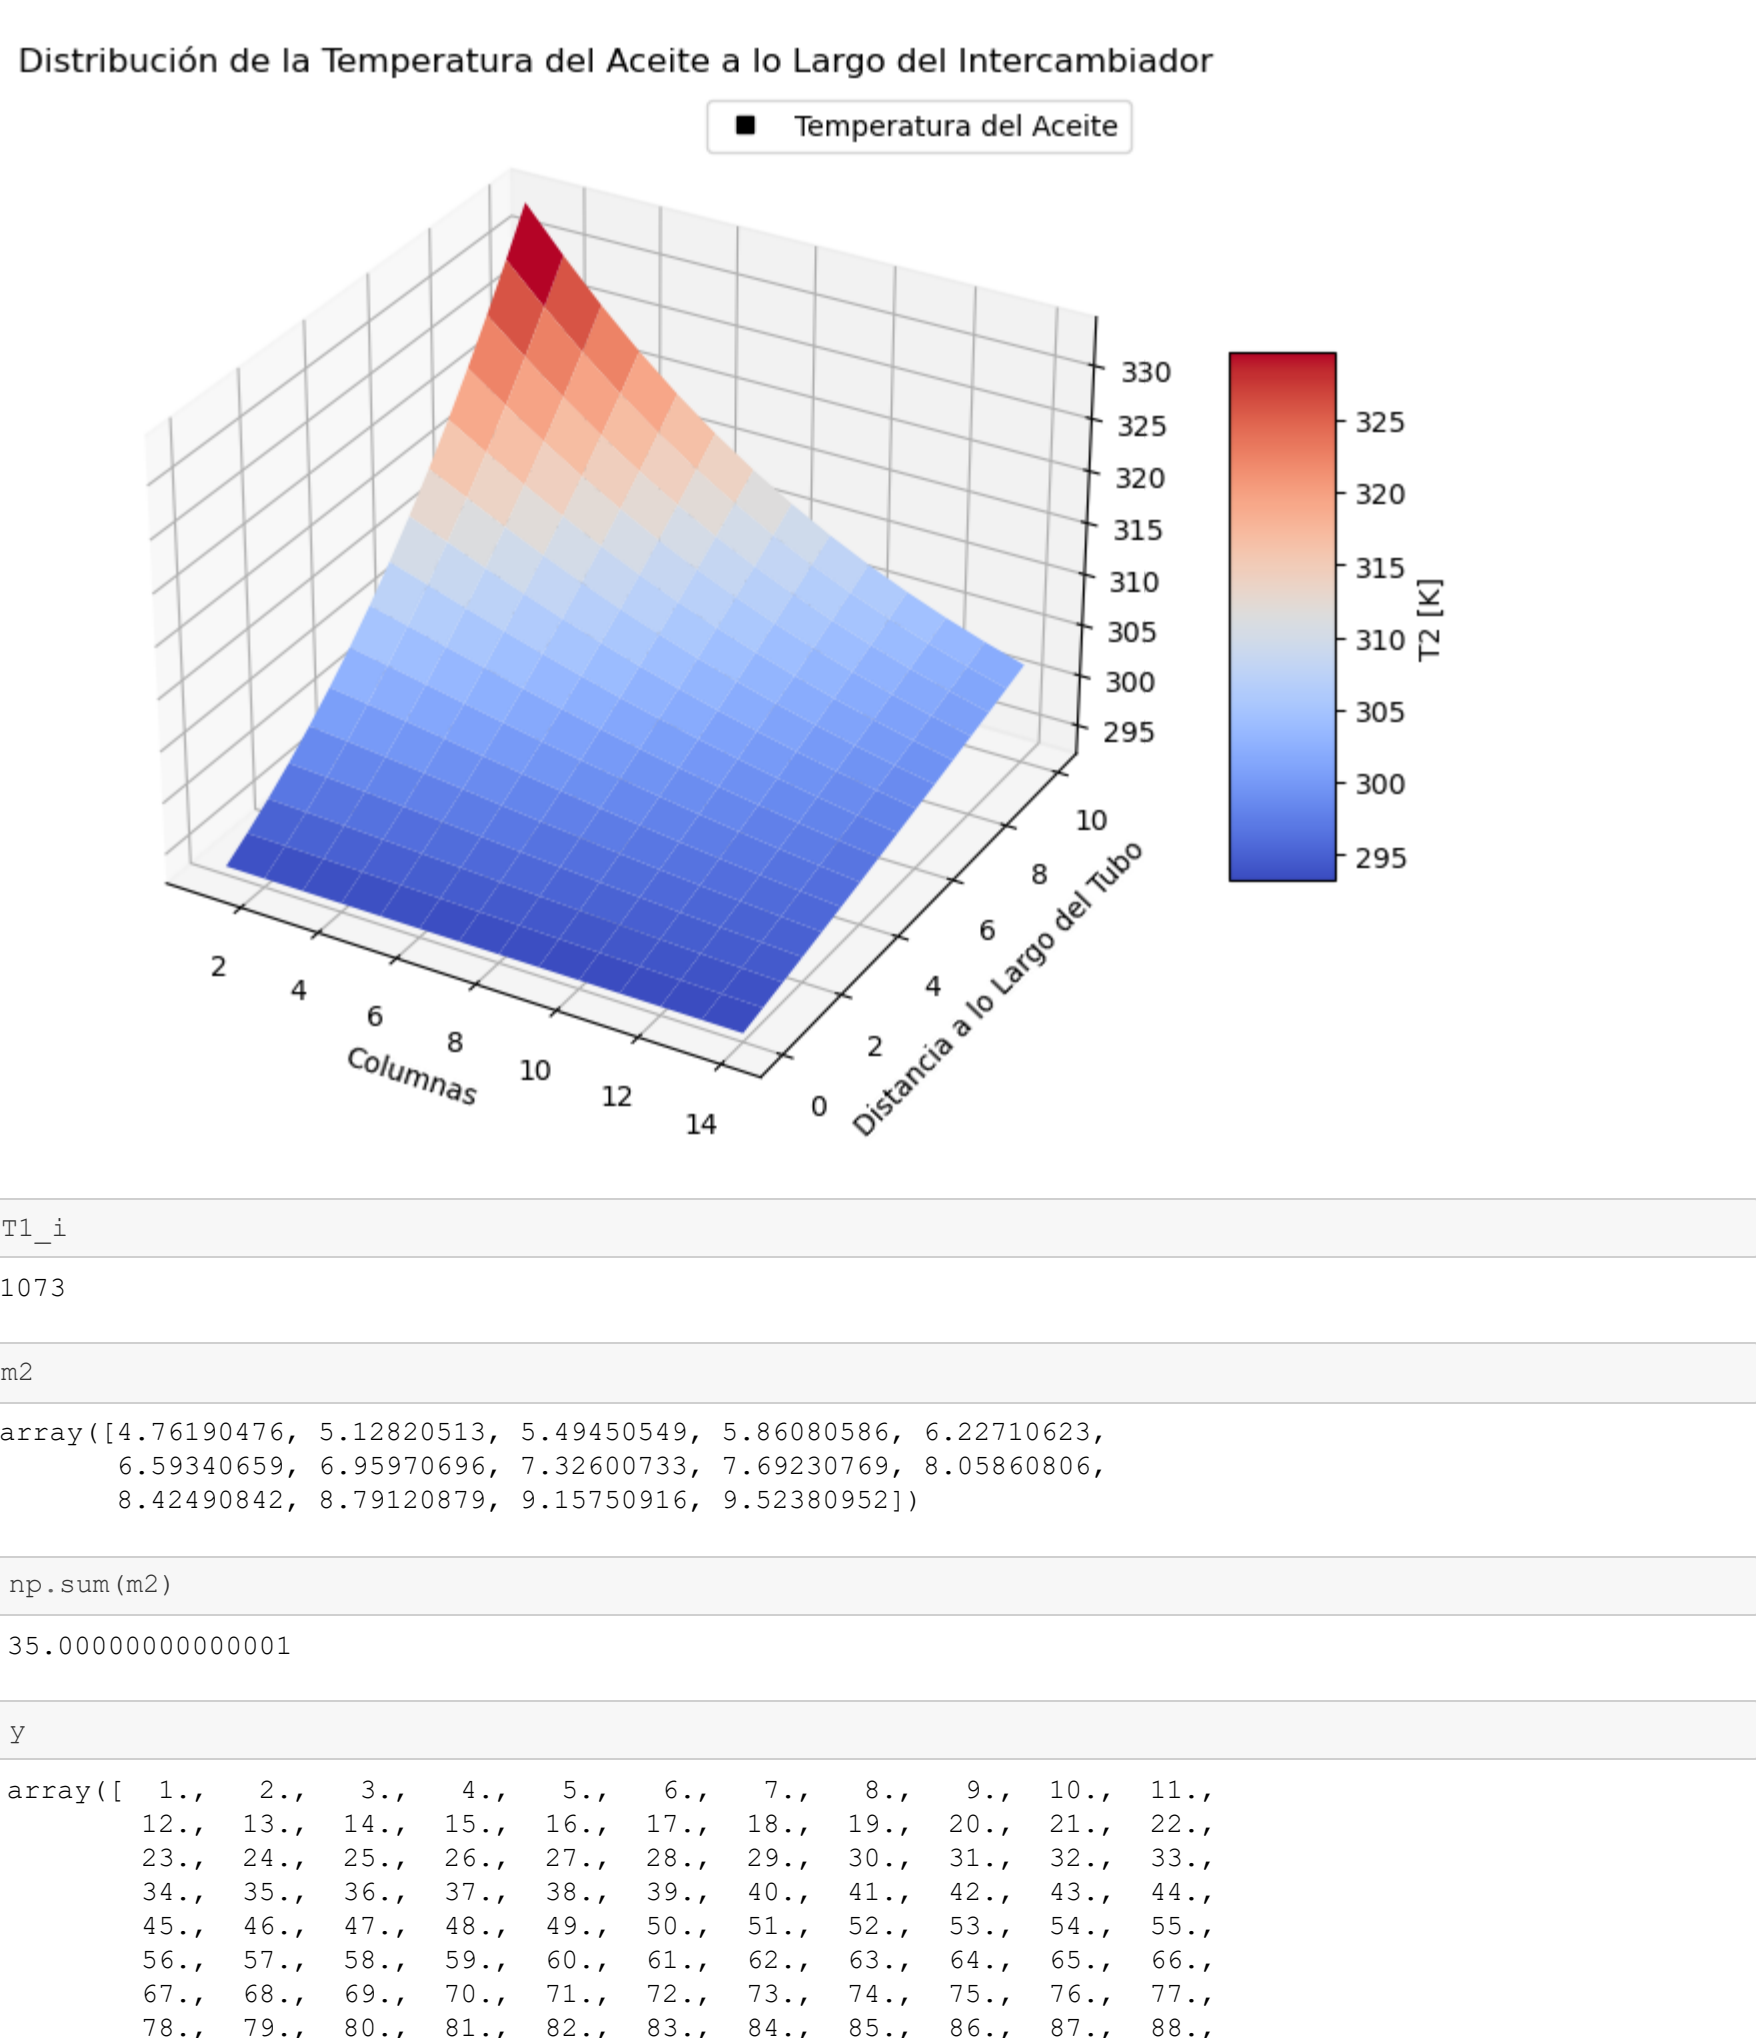 Distribución de la Temperatura del Aceite a lo Largo del Intercambiador
Temperatura del Aceite
330
325
320
315
310
305
300
295
325
320
315
310
305
300
295
T2 [K]
10
8
6
4
2
0
Distancia a lo Largo del Tubo
2
4
6
8
10
12
14
Columnas
T1_i
1073
m2
array([4.76190476, 5.12820513, 5.49450549, 5.86080586, 6.22710623,
6.59340659, 6.95970696, 7.32600733, 7.69230769, 8.05860806,
8.42490842, 8.79120879, 9.15750916, 9.52380952])
np.sum(m2)
35.00000000000001
y
array([ 1., 2., 3., 4., 5., 6., 7., 8., 9., 10., 11.,
12., 13., 14., 15., 16., 17., 18., 19., 20., 21., 22.,
23., 24., 25., 26., 27., 28., 29., 30., 31., 32., 33.,
34., 35., 36., 37., 38., 39., 40., 41., 42., 43., 44.,
45., 46., 47., 48., 49., 50., 51., 52., 53., 54., 55.,
56., 57., 58., 59., 60., 61., 62., 63., 64., 65., 66.,
67., 68., 69., 70., 71., 72., 73., 74., 75., 76., 77.,
78., 79., 80., 81., 82., 83., 84., 85., 86., 87., 88.,